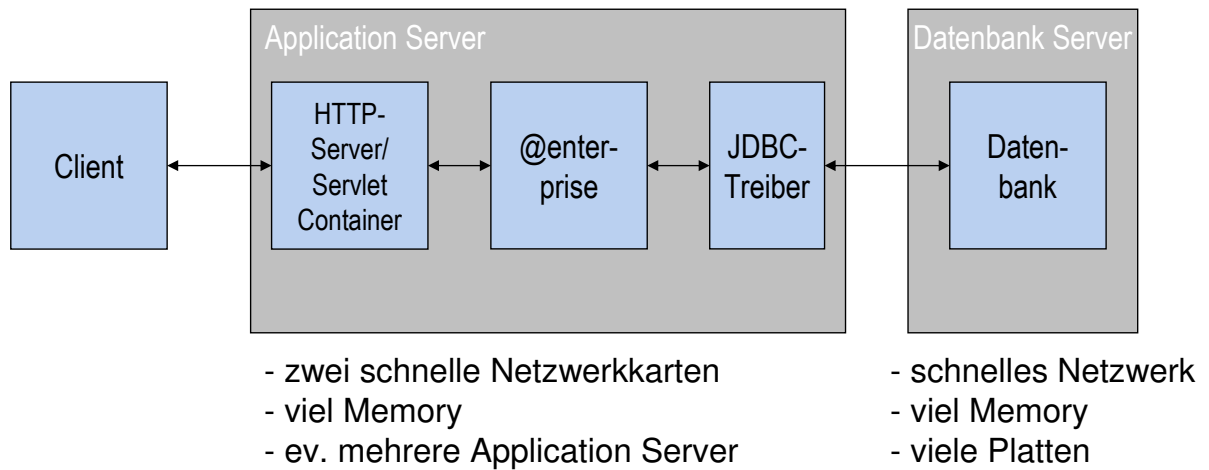 Application Server
Datenbank Server
Client
HTTP-
Server/
Servlet
Container
@enter-
prise
JDBC-
Treiber
Daten-
bank
- zwei schnelle Netzwerkkarten
- viel Memory
- ev. mehrere Application Server
- schnelles Netzwerk
- viel Memory
- viele Platten